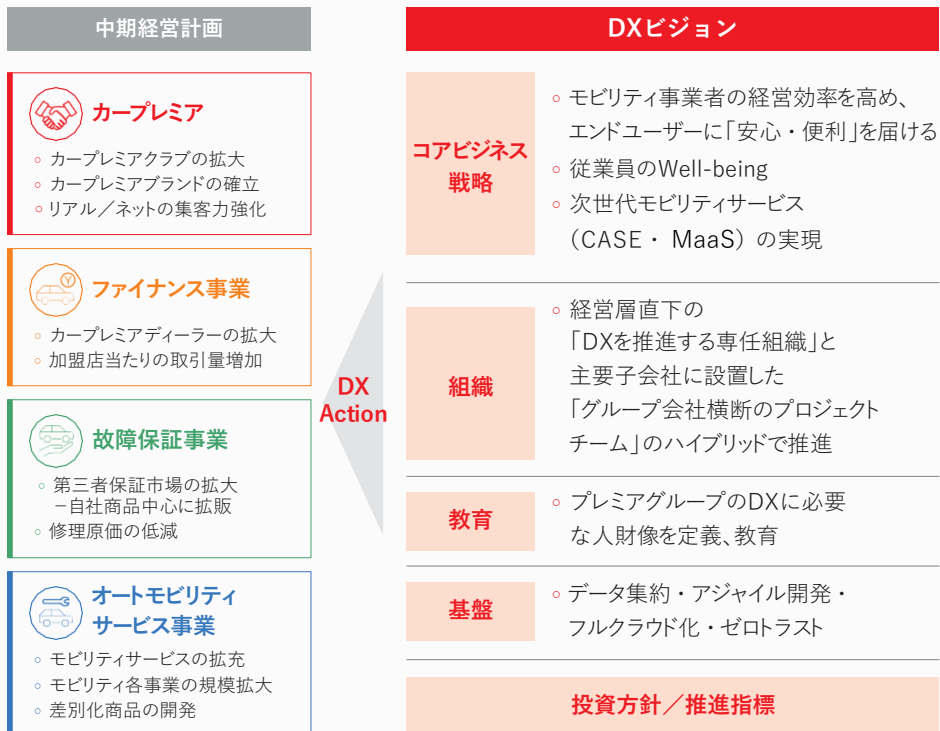 中期経営計画
カープレミア
◦ カープレミアクラブの拡大
◦ カープレミアブランドの確立
◦ リアル／ネットの集客力強化
ファイナンス事業
◦ カープレミアディーラーの拡大
◦ 加盟店当たりの取引量増加
故障保証事業
◦ 第三者保証市場の拡大
－自社商品中心に拡販
◦ 修理原価の低減
オートモビリティ
サービス事業
◦ モビリティサービスの拡充
◦ モビリティ各事業の規模拡大
◦ 差別化商品の開発
DX
Action
DXビジョン
コアビジネス
戦略
◦ モビリティ事業者の経営効率を高め、
エンドユーザーに「安心・便利」を届ける
◦ 従業員のWell-being
◦ 次世代モビリティサービス
（CASE・MaaS）の実現
組織
◦ 経営層直下の
「DXを推進する専任組織」と
主要子会社に設置した
「グループ会社横断のプロジェクト
チーム」のハイブリッドで推進
教育
◦ プレミアグループのDXに必要
な人財像を定義、教育
基盤
◦ データ集約・アジャイル開発・
フルクラウド化・ゼロトラスト
投資方針／推進指標